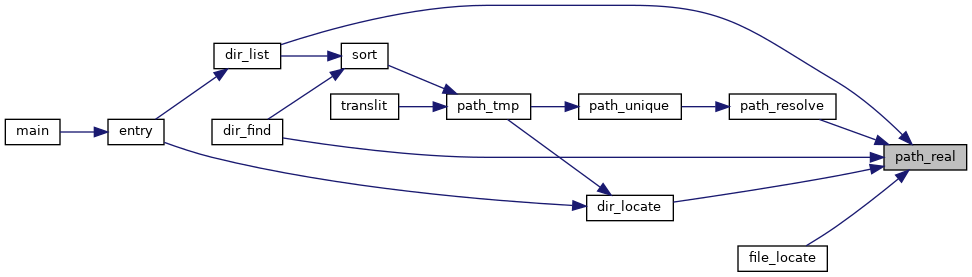 dir_list
sort
translit
path_tmp
path_unique
path_resolve
main
entry
dir_find
path_real
dir_locate
file_locate